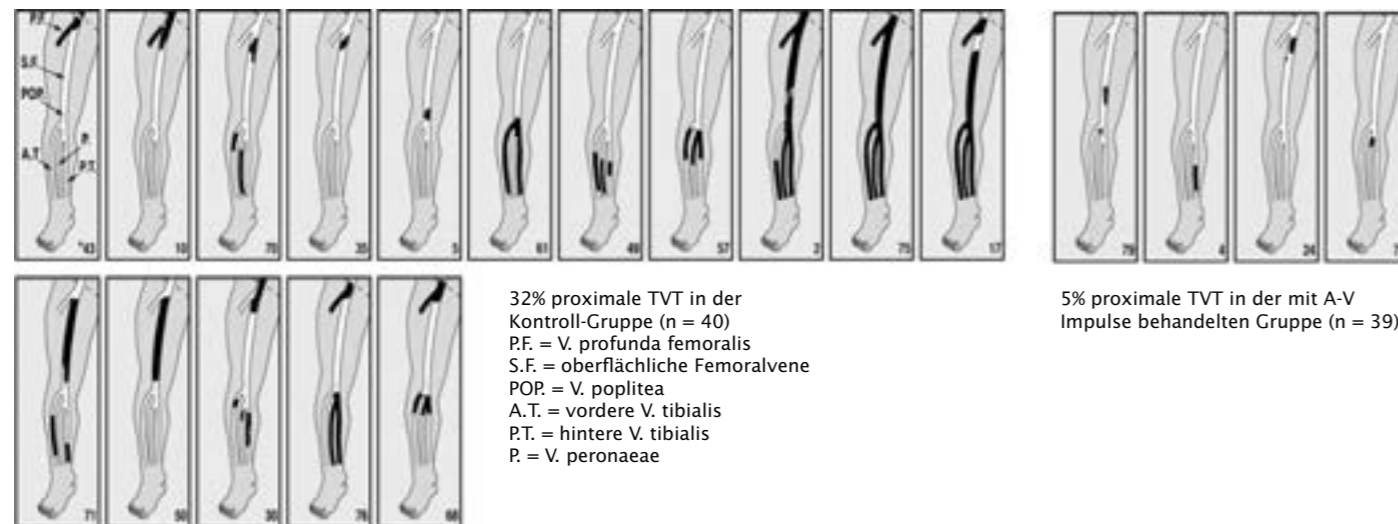 P.F.
S.F.
POP.
A.T.
P.
P.T.
*43
10
70
35
5
61
49
57
2
75
17
79
4
24
71
50
30
76
68
32% proximale TVT in der
Kontroll-Gruppe (n = 40)
P.F. = V. profunda femoralis
S.F. = oberflächliche Femoralvene
POP. = V. poplitea
A.T. = vordere V. tibialis
P.T. = hintere V. tibialis
P. = V. peronaeae
5% proximale TVT in der mit A-V
Impulse behandelten Gruppe (n = 39)